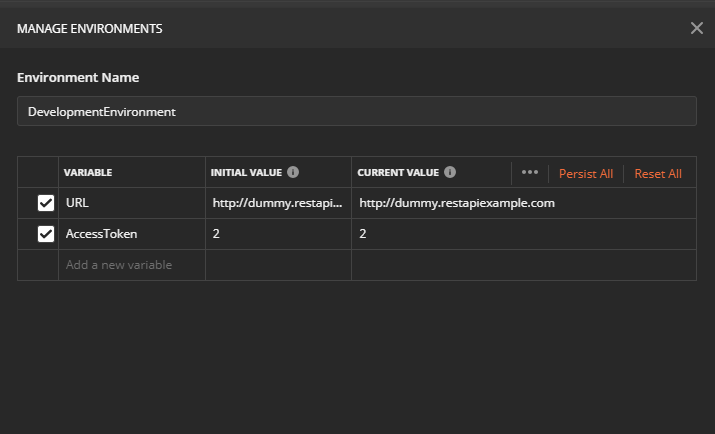 MANAGE ENVIRONMENTS
Environment Name
DevelopmentEnvironment
VARIABLE INITIAL VALUE CURRENT VALUE ••• Persist All Reset All
URL http://dummy.restapi... http://dummy.restapiexample.com
AccessToken 2 2
Add a new variable